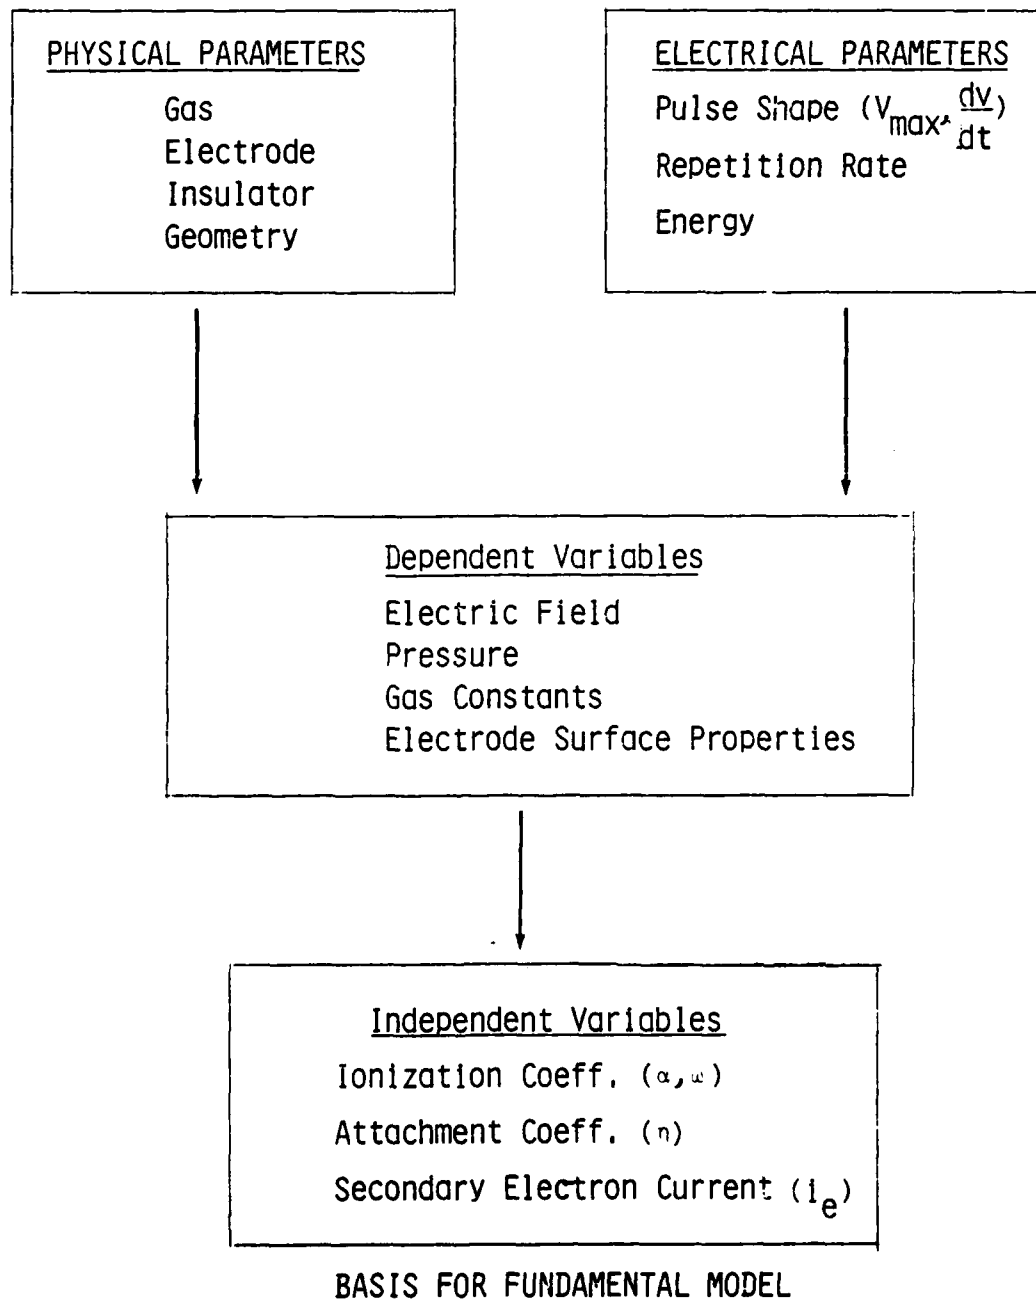 PHYSICAL PARAMETERS
Gas
Electrode
Insulator
Geometry
ELECTRICAL PARAMETERS
Pulse Shape (V_max, dv/dt)
Repetition Rate
Energy
Dependent Variables
Electric Field
Pressure
Gas Constants
Electrode Surface Properties
Independent Variables
Ionization Coeff. (α,ω)
Attachment Coeff. (η)
Secondary Electron Current (i_e)
BASIS FOR FUNDAMENTAL MODEL